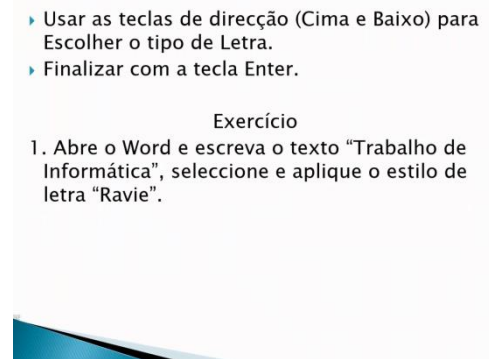 Usar as teclas de direcção (Cima e Baixo) para
Escolher o tipo de Letra.
Finalizar com a tecla Enter.
Exercício
1. Abre o Word e escreva o texto “Trabalho de
Informática”, seleccione e aplique o estilo de
letra “Ravie”.